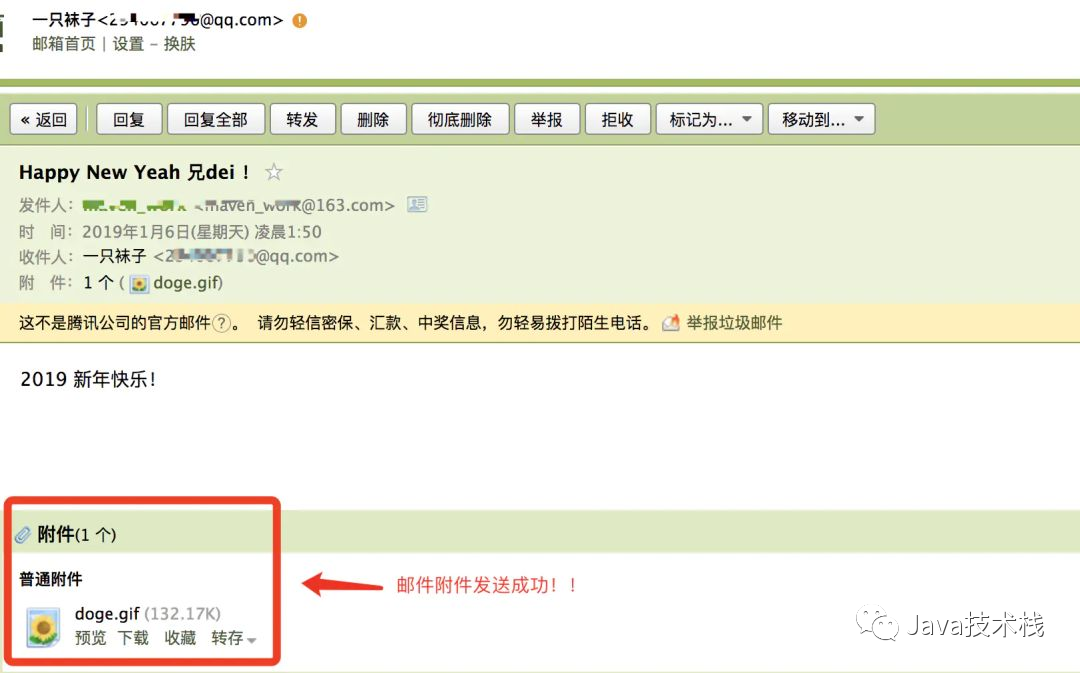 一只袜子<@qq.com>
邮箱首页 | 设置 - 换肤
« 返回 回复 回复全部 转发 删除 彻底删除 举报 拒收 标记为... 移动到...
Happy New Yeah 兄dei !
发件人: <maven_work@163.com>
时 间: 2019年1月6日(星期天) 凌晨1:50
收件人: 一只袜子 <@qq.com>
附 件: 1 个 ( doge.gif)
这不是腾讯公司的官方邮件?。 请勿轻信密保、汇款、中奖信息，勿轻易拨打陌生电话。 举报垃圾邮件
2019 新年快乐!
附件(1 个)
普通附件
邮件附件发送成功！！
doge.gif (132.17K)
预览 下载 收藏 转存
Java技术栈